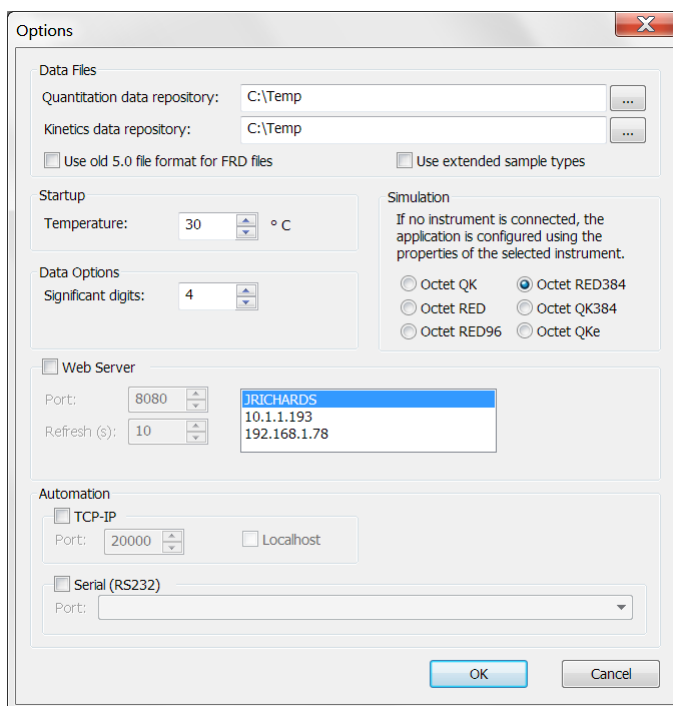 Options
Data Files
Quantitation data repository: C:\Temp ...
Kinetics data repository: C:\Temp ...
Use old 5.0 file format for FRD files Use extended sample types
Startup
Temperature: 30 ° C
Data Options
Significant digits: 4
Simulation
If no instrument is connected, the
application is configured using the
properties of the selected instrument.
Octet QK Octet RED384
Octet RED Octet QK384
Octet RED96 Octet QKe
Web Server
Port: 8080
Refresh (s): 10
JRICHARDS
10.1.1.193
192.168.1.78
Automation
TCP-IP
Port: 20000 Localhost
Serial (RS232)
Port:
OK Cancel